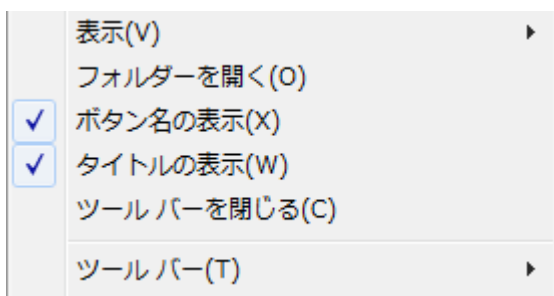 表示(V)
フォルダーを開く(O)
ボタン名の表示(X)
タイトルの表示(W)
ツール バーを閉じる(C)
ツール バー(T)